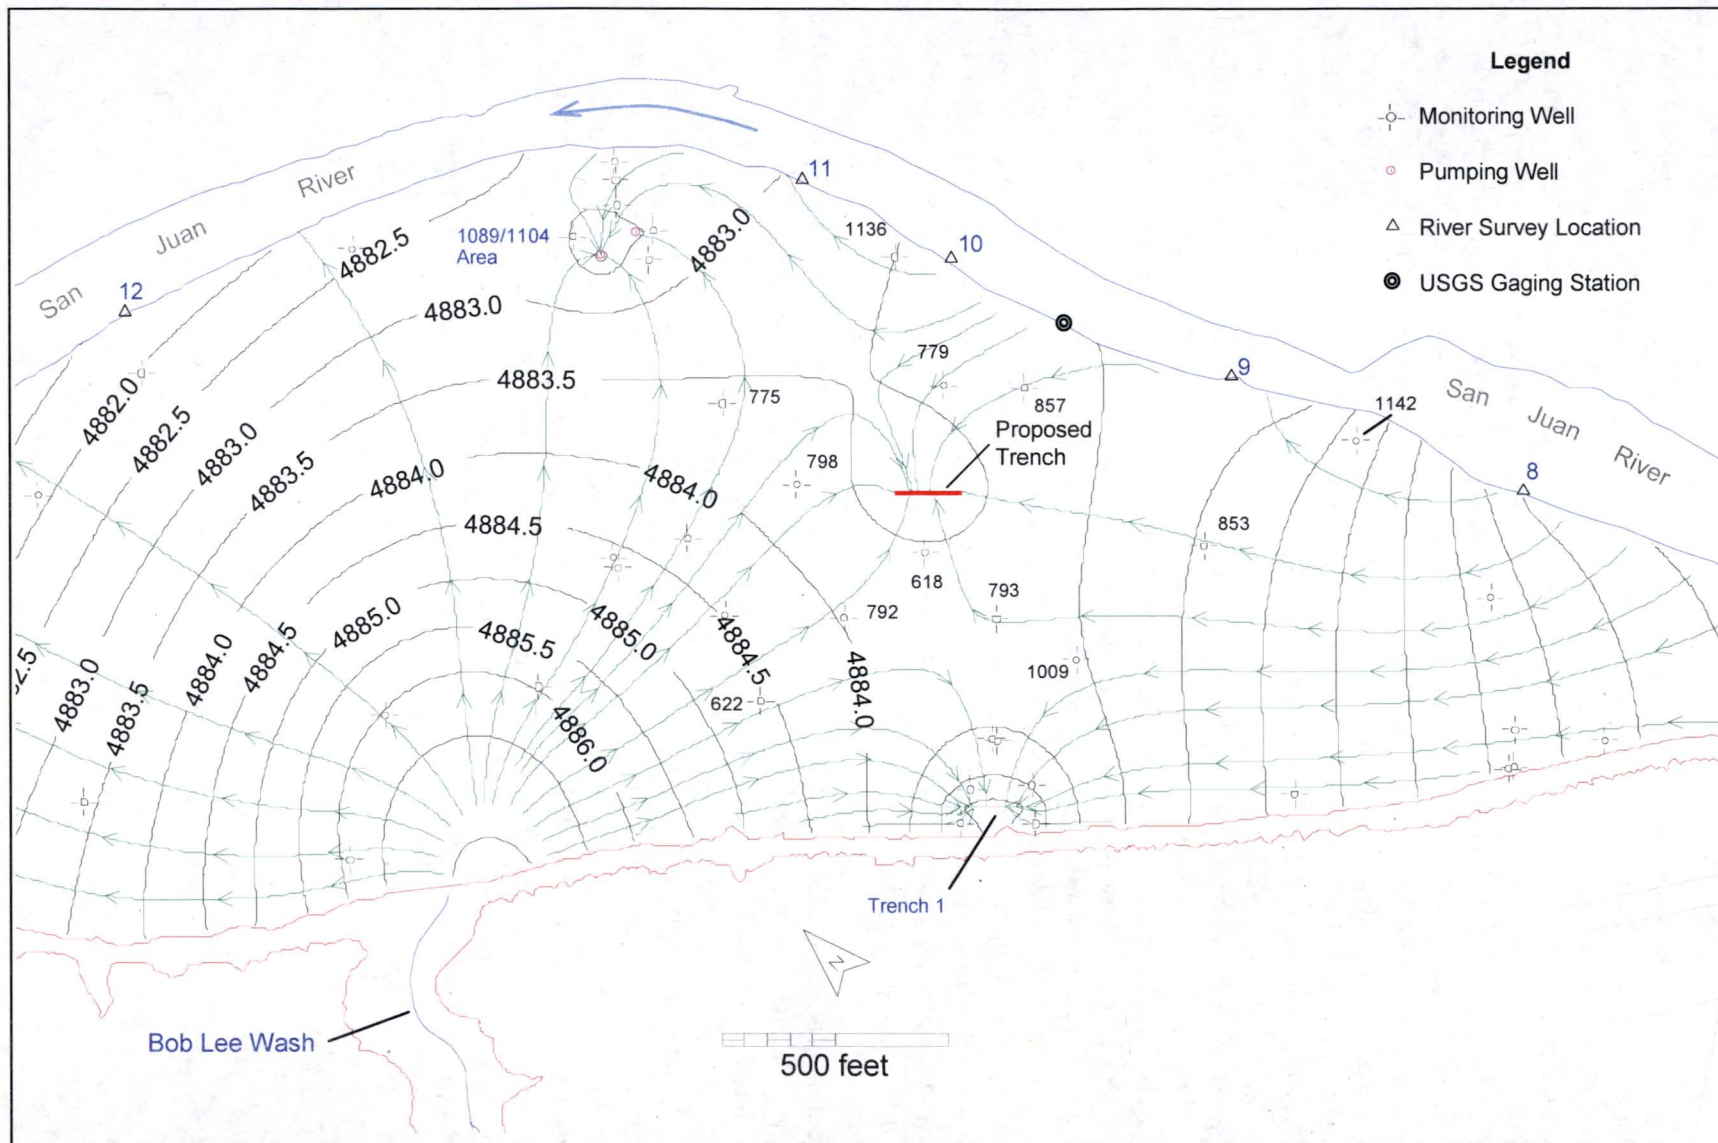 Legend
Monitoring Well
Pumping Well
River Survey Location
USGS Gaging Station
San Juan River
12
11
10
9
8
San Juan River
1089/1104
Area
1136
779
857
775
798
Proposed
Trench
1142
853
618
793
792
1009
622
4882.5
4883.0
4883.0
4883.5
4882.0
4882.5
4883.0
4883.5
4884.0
4884.0
4884.5
4885.0
4885.5
4885.0
4884.5
4884.0
4886.0
4884.5
4884.0
4883.5
4883.0
2.5
Trench 1
N
Bob Lee Wash
500 feet